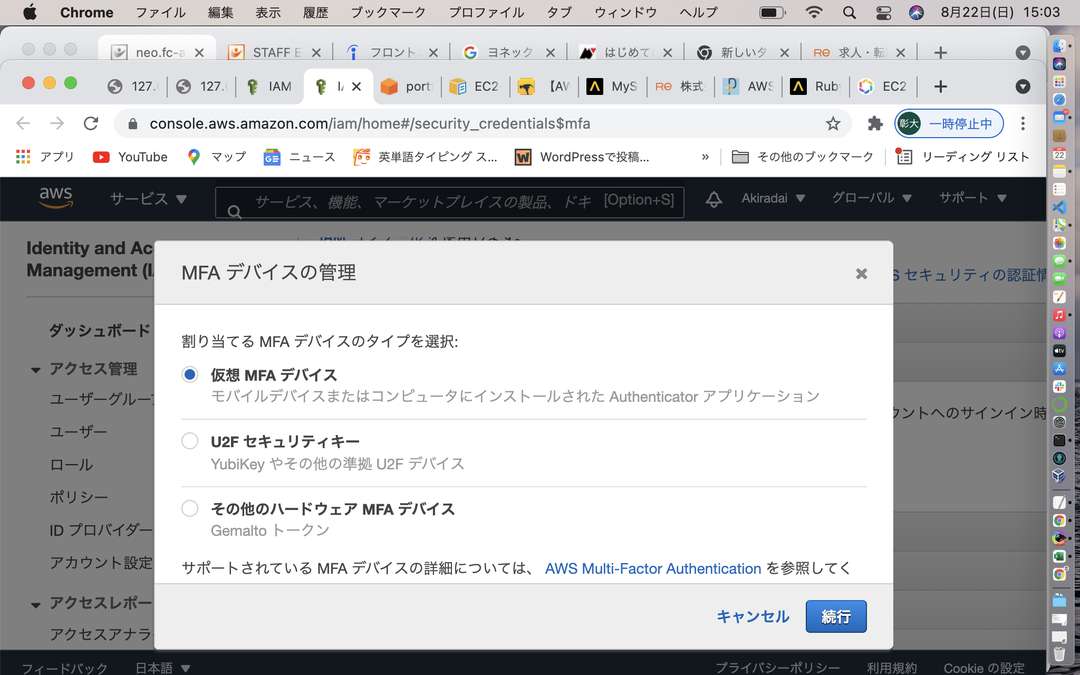 Chrome ファイル 編集 表示 履歴 ブックマーク プロファイル タブ ウィンドウ ヘルプ 8月22日(日) 15:03
neo.fc-a STAFF E フロント ヨネック はじめて 新しいタ 求人・転
127. 127. IAM I port EC2 【AW MyS 株式 AWS Rub EC2
console.aws.amazon.com/iam/home#/security_credentials$mfa 彰大 一時停止中
アプリ YouTube マップ ニュース 英単語タイピング ス... WordPressで投稿... » その他のブックマーク リーディング リスト
aws サービス サービス、機能、マーケットプレイスの製品、ドキ [Option+S] Akiradai グローバル サポート
Identity and Acc
Management (I
S セキュリティの認証情
MFA デバイスの管理
ダッシュボード
アクセス管理
ユーザーグループ
ユーザー
ロール
ポリシー
ID プロバイダー
アカウント設定
アクセスレポー
アクセスアナラ
割り当てる MFA デバイスのタイプを選択:
仮想 MFA デバイス
モバイルデバイスまたはコンピュータにインストールされた Authenticator アプリケーション
ウントへのサインイン時
U2F セキュリティキー
YubiKey やその他の準拠 U2F デバイス
その他のハードウェア MFA デバイス
Gemalto トークン
サポートされている MFA デバイスの詳細については、 AWS Multi-Factor Authentication を参照してく
キャンセル 続行
フィードバック 日本語 プライバシーポリシー 利用規約 Cookie の設定